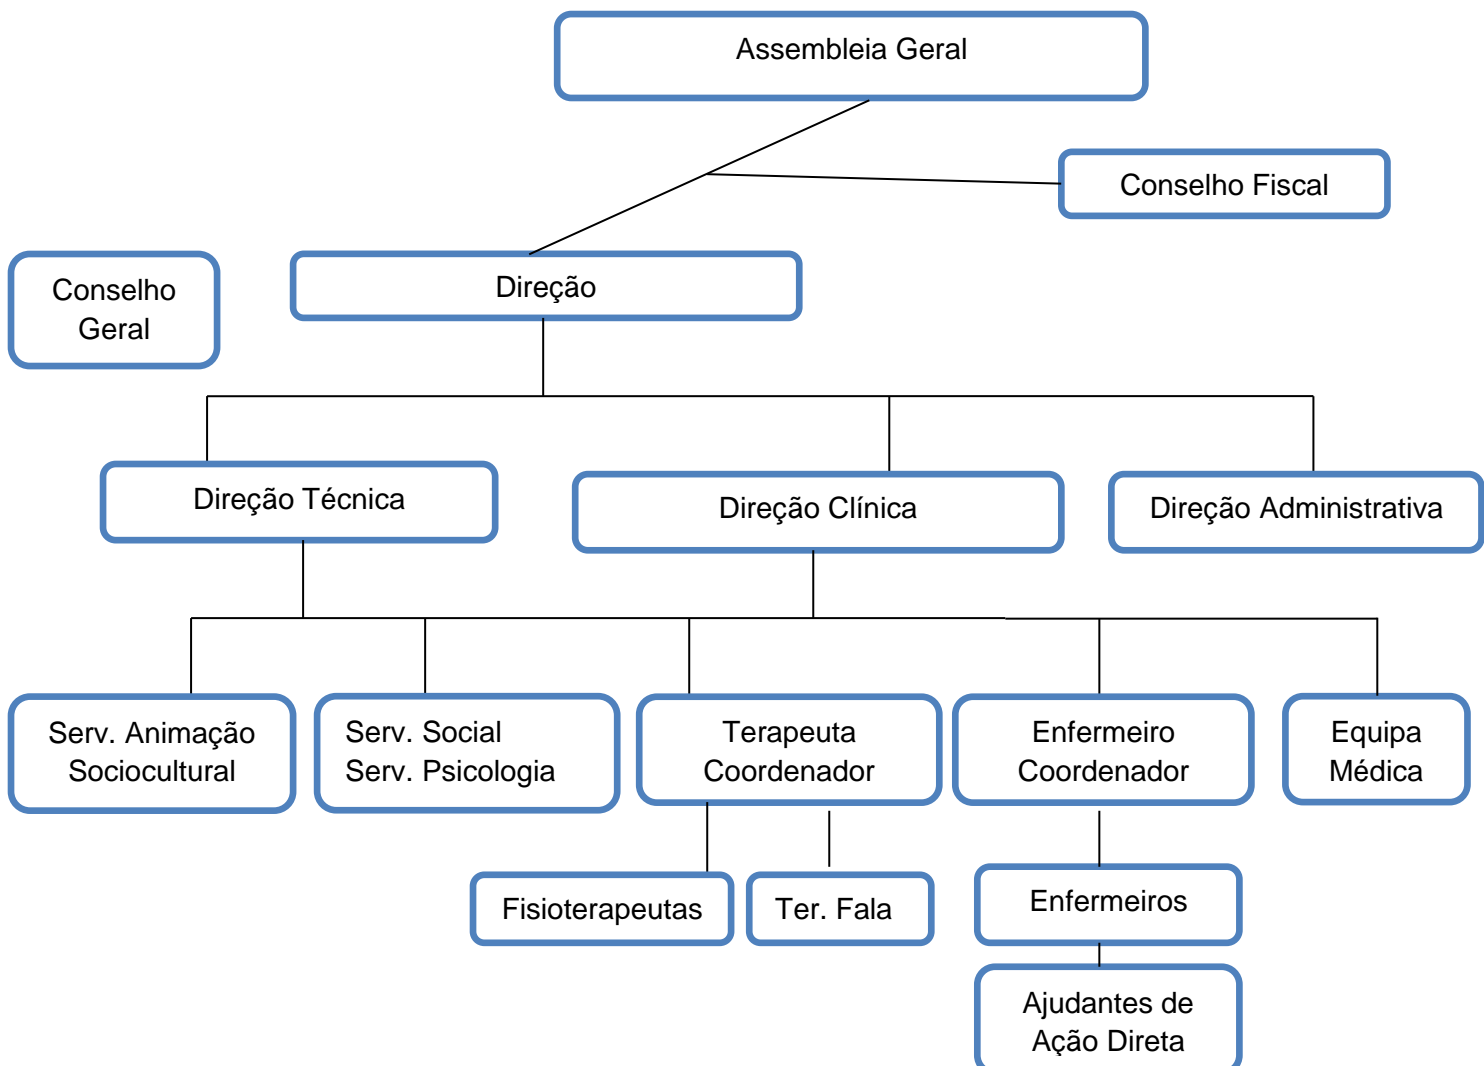 Assembleia Geral
Conselho Fiscal
Conselho
Geral
Direção
Direção Técnica
Direção Clínica
Direção Administrativa
Serv. Animação
Sociocultural
Serv. Social
Serv. Psicologia
Terapeuta
Coordenador
Enfermeiro
Coordenador
Equipa
Médica
Fisioterapeutas
Ter. Fala
Enfermeiros
Ajudantes de
Ação Direta